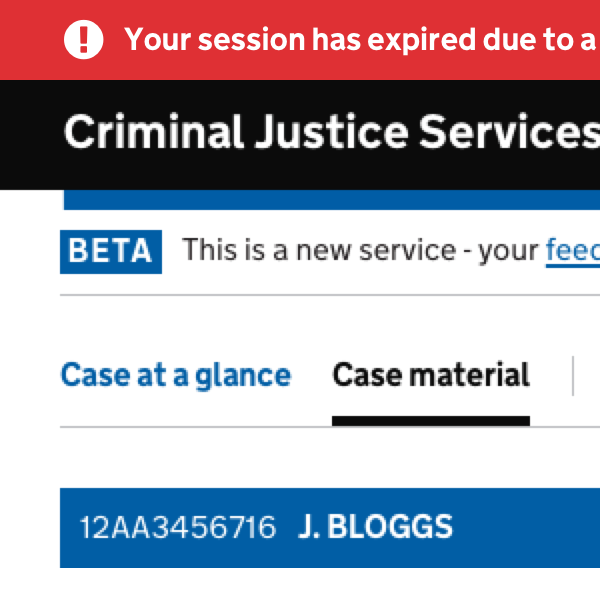 Your session has expired due to a
Criminal Justice Services
BETA This is a new service - your feec
Case at a glance Case material
12AA3456716 J. BLOGGS